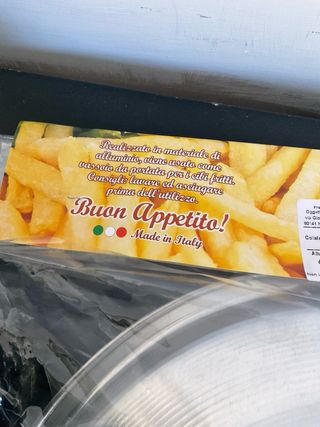 Realizzato in materiale di
alluminio, viene usato come
vassoio da portata per i cibi fritti.
Consigli: lavare ed asciugare
prima dell'utilizzo.
Buon Appetito!
Made in Italy